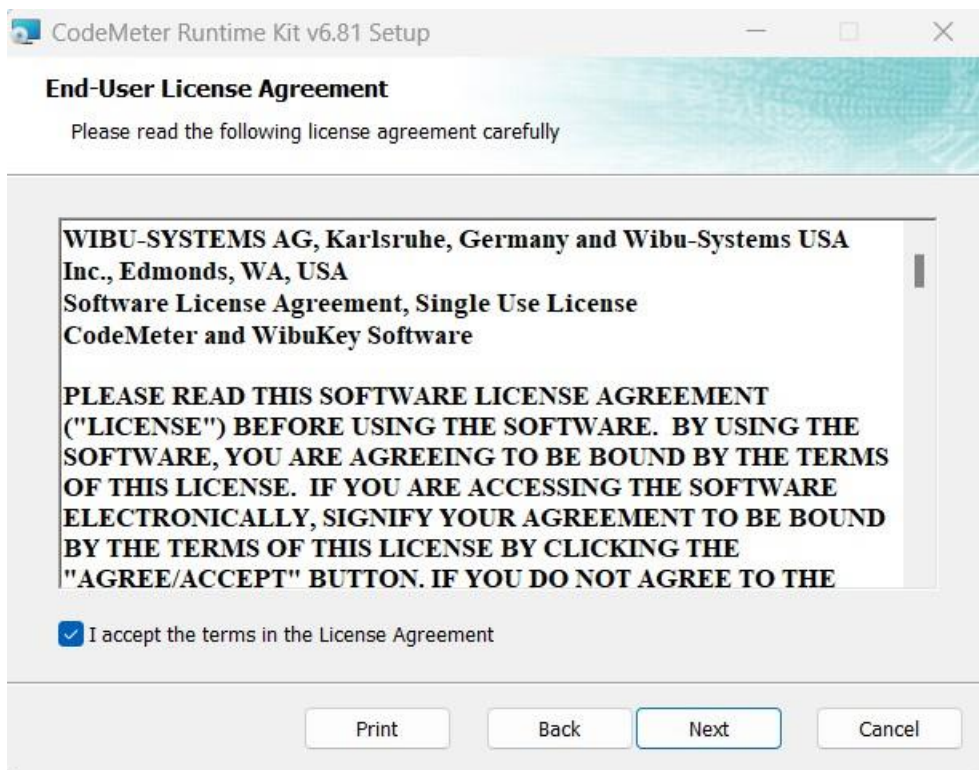 CodeMeter Runtime Kit v6.81 Setup
End-User License Agreement
Please read the following license agreement carefully
WIBU-SYSTEMS AG, Karlsruhe, Germany and Wibu-Systems USA
Inc., Edmonds, WA, USA
Software License Agreement, Single Use License
CodeMeter and WibuKey Software
PLEASE READ THIS SOFTWARE LICENSE AGREEMENT
("LICENSE") BEFORE USING THE SOFTWARE.  BY USING THE
SOFTWARE, YOU ARE AGREEING TO BE BOUND BY THE TERMS
OF THIS LICENSE.  IF YOU ARE ACCESSING THE SOFTWARE
ELECTRONICALLY, SIGNIFY YOUR AGREEMENT TO BE BOUND
BY THE TERMS OF THIS LICENSE BY CLICKING THE
"AGREE/ACCEPT" BUTTON. IF YOU DO NOT AGREE TO THE
I accept the terms in the License Agreement
Print Back Next Cancel